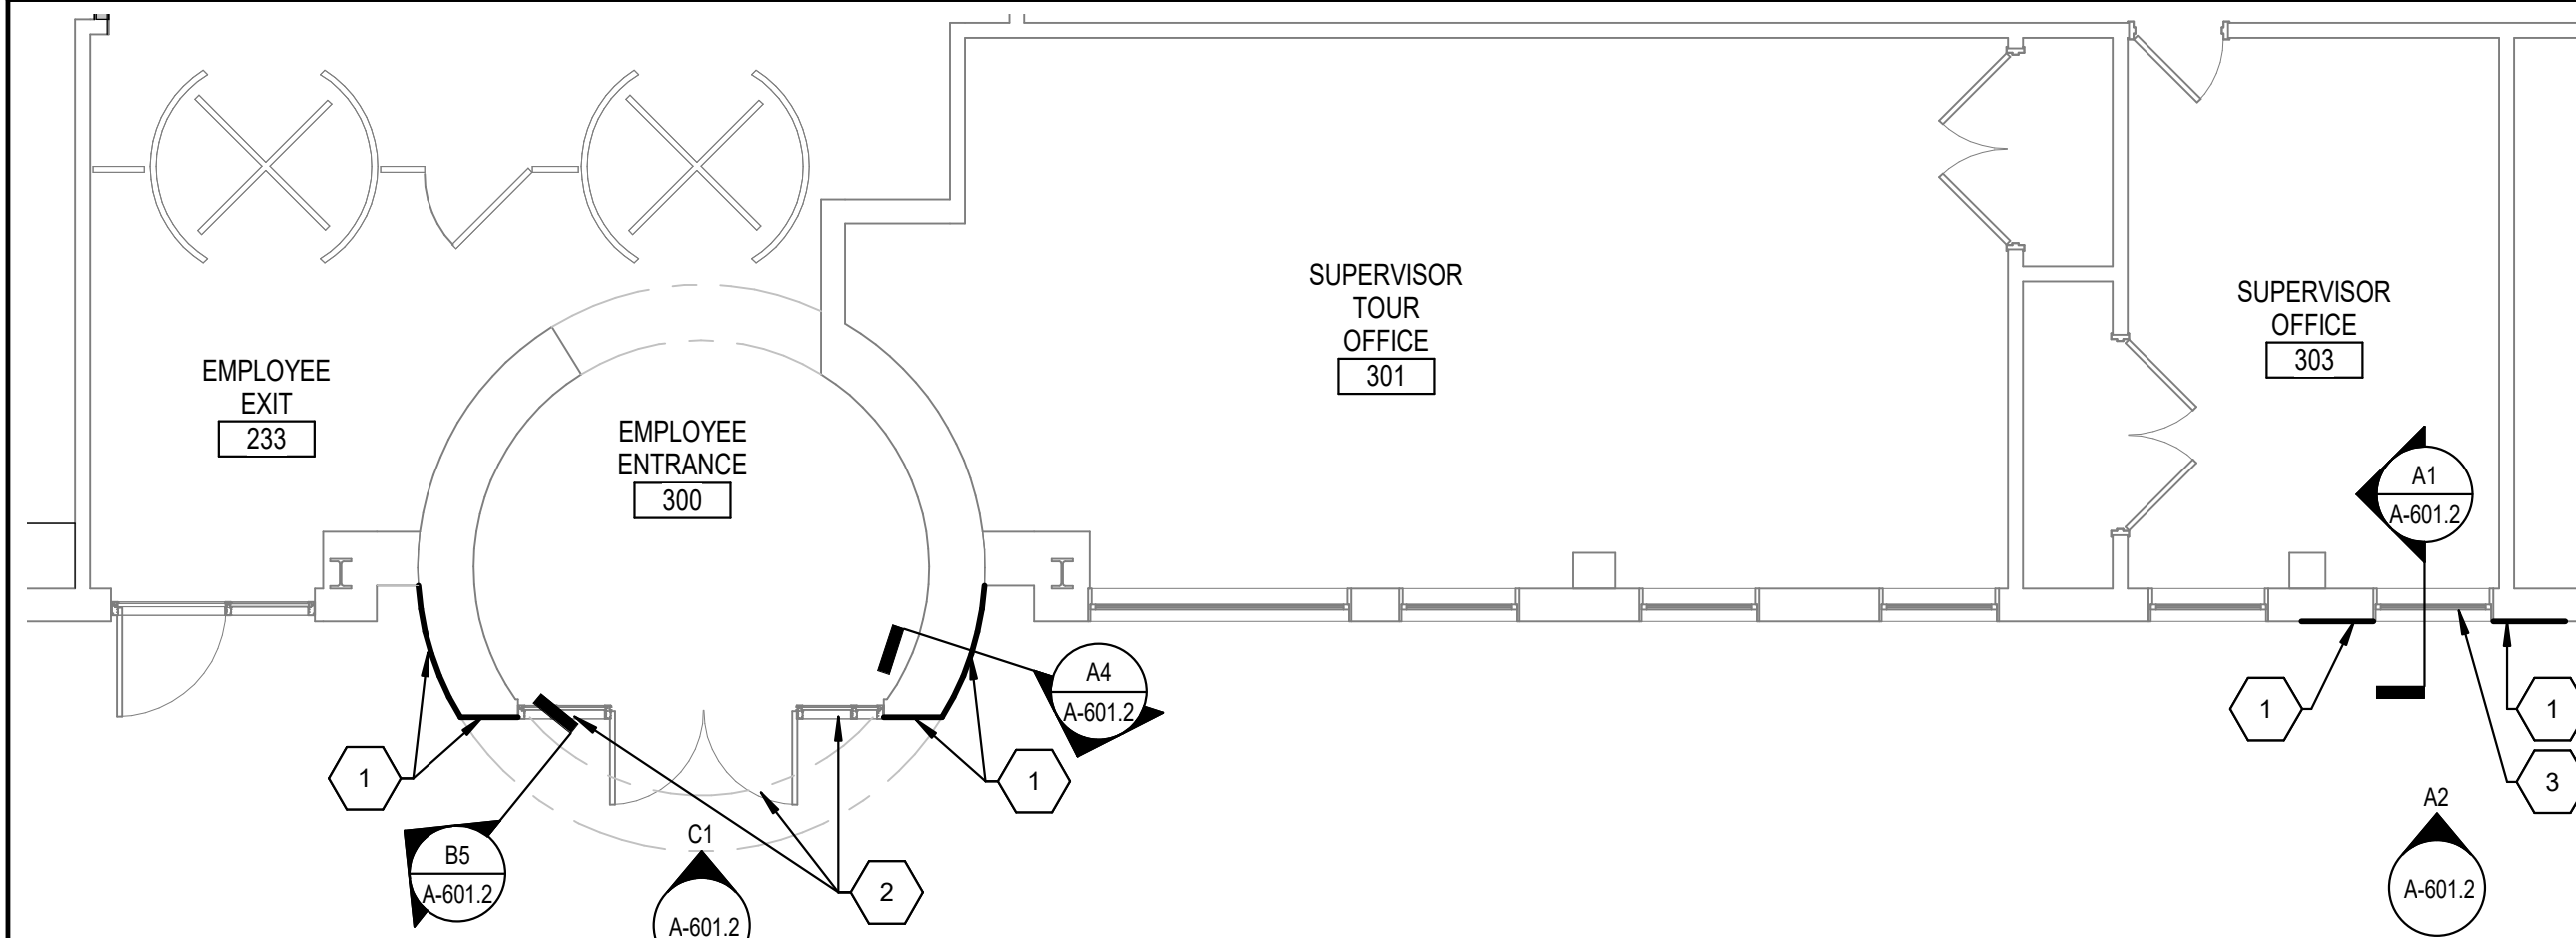 SUPERVISOR
TOUR
OFFICE
301
SUPERVISOR
OFFICE
303
EMPLOYEE
EXIT
233
EMPLOYEE
ENTRANCE
300
A1
A-601.2
A4
A-601.2
1
1
1
1
3
B5
A-601.2
C1
A-601.2
2
A2
A-601.2